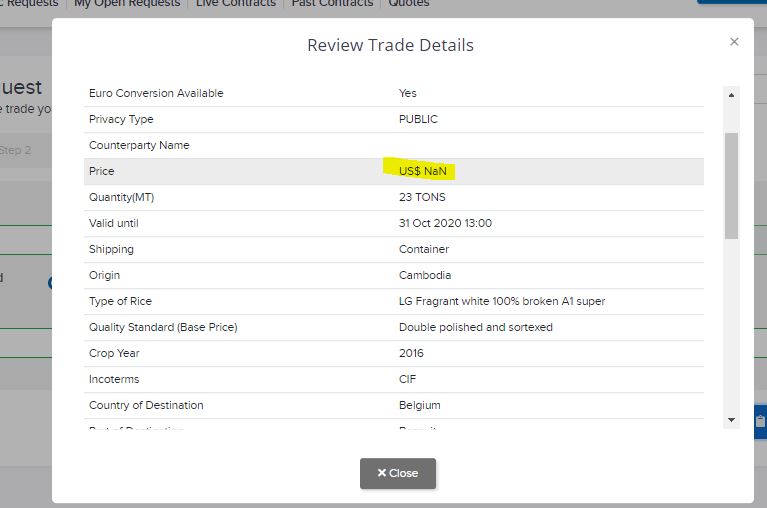 Requests My Open Requests Live Contracts Past Contracts Quotes
Review Trade Details ×
uest
e trade yo
Step 2
Euro Conversion Available Yes
Privacy Type PUBLIC
Counterparty Name
Price US$ NaN
Quantity(MT) 23 TONS
Valid until 31 Oct 2020 13:00
Shipping Container
Origin Cambodia
Type of Rice LG Fragrant white 100% broken A1 super
Quality Standard (Base Price) Double polished and sortexed
Crop Year 2016
Incoterms CIF
Country of Destination Belgium
× Close